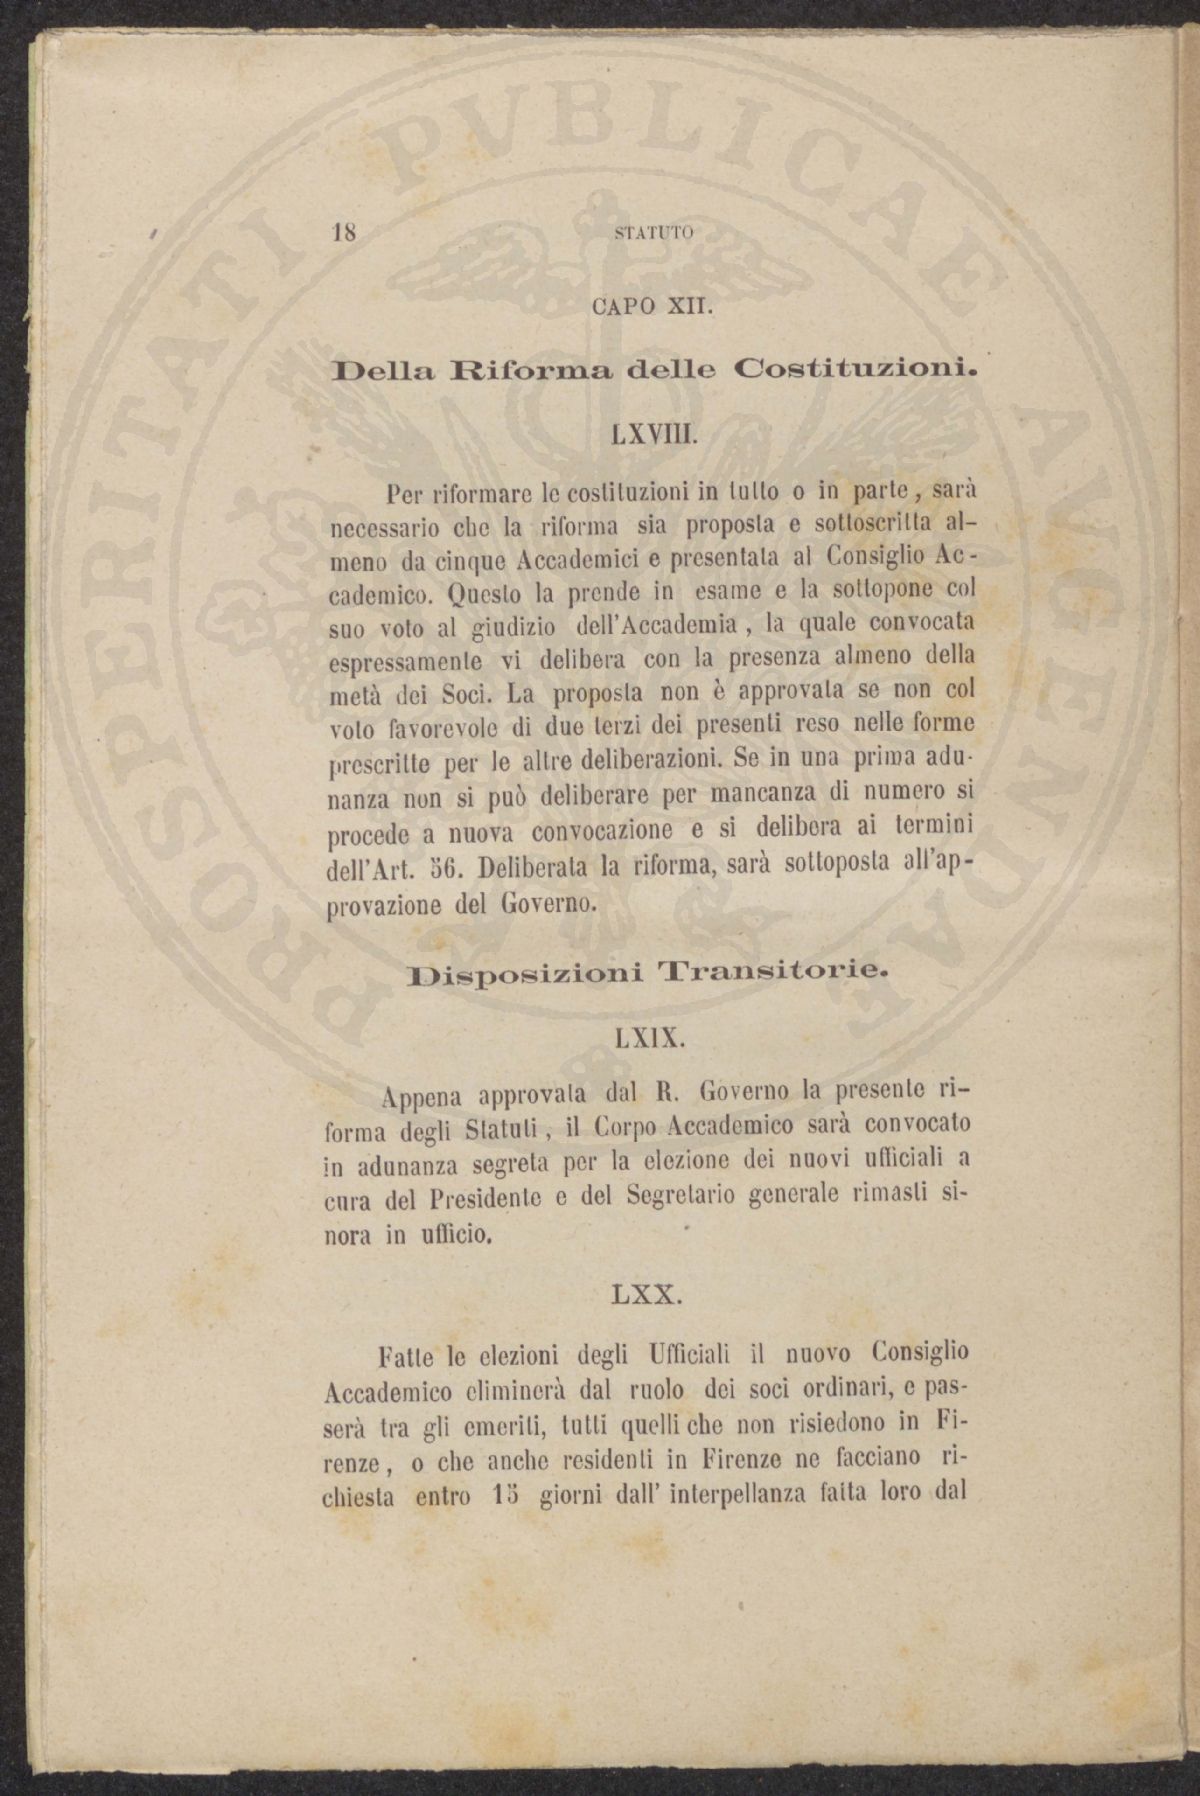 18 STATUTO
CAPO XII.
Della Riforma delle Costituzioni.
LXVIII.
Per riformare le costituzioni in tutto o in parte, sarà
necessario che la riforma sia proposta e sottoscritta al-
meno da cinque Accademici e presentata al Consiglio Ac-
cademico. Questo la prende in esame e la sottopone col
suo voto al giudizio dell'Accademia, la quale convocata
espressamente vi delibera con la presenza almeno della
metà dei Soci. La proposta non è approvata se non col
voto favorevole di due terzi dei presenti reso nelle forme
prescritte per le altre deliberazioni. Se in una prima adu-
nanza non si può deliberare per mancanza di numero si
procede a nuova convocazione e si delibera ai termini
dell'Art. 56. Deliberata la riforma, sarà sottoposta all'ap-
provazione del Governo.
Disposizioni Transitorie.
LXIX.
Appena approvata dal R. Governo la presente ri-
forma degli Statuti, il Corpo Accademico sarà convocato
in adunanza segreta per la elezione dei nuovi ufficiali a
cura del Presidente e del Segretario generale rimasti si-
nora in ufficio.
LXX.
Fatte le elezioni degli Ufficiali il nuovo Consiglio
Accademico eliminerà dal ruolo dei soci ordinari, e pas-
serà tra gli emeriti, tutti quelli che non risiedono in Fi-
renze, o che anche residenti in Firenze ne facciano ri-
chiesta entro 15 giorni dall' interpellanza fatta loro dal
PROSPERITATI PVBLICAE AVGENDAE